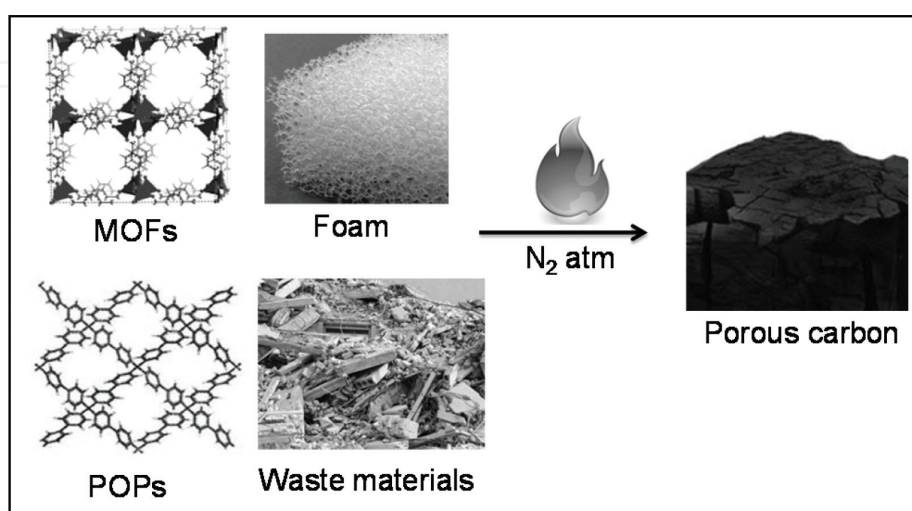 MOFs
Foam
N₂ atm
Porous carbon
POPs
Waste materials